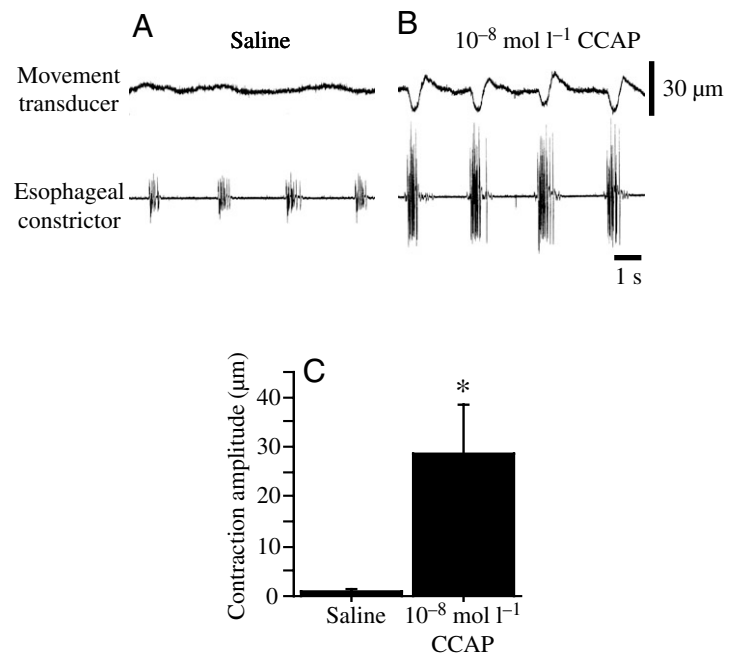 A
Saline
B
10⁻⁸ mol l⁻¹ CCAP
Movement
transducer
30 µm
Esophageal
constrictor
1 s
C
Contraction amplitude (µm)
40
30
20
10
0
*
Saline
10⁻⁸ mol l⁻¹
CCAP